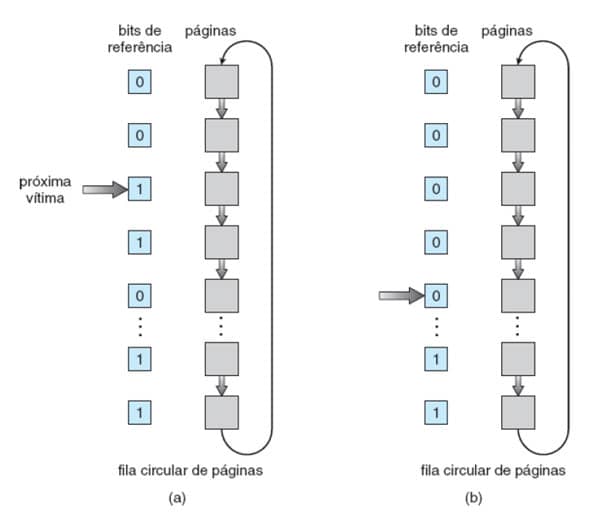 bits de
referência
páginas
0
0
próxima
vítima
1
1
0
1
1
fila circular de páginas
(a)
bits de
referência
páginas
0
0
0
0
0
1
1
fila circular de páginas
(b)